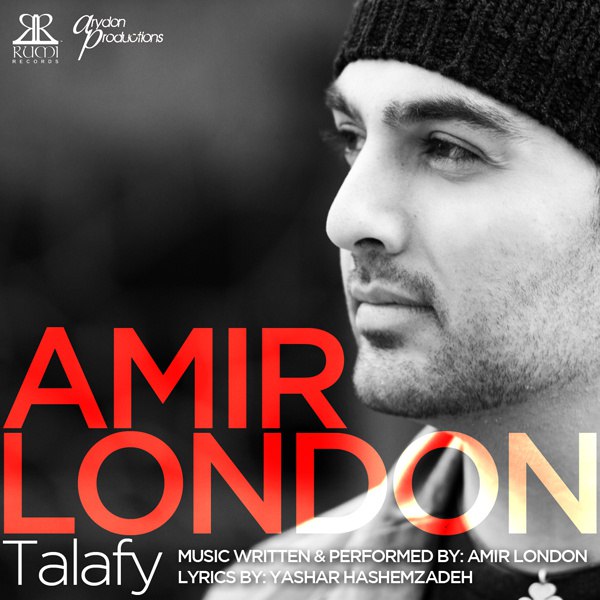 RUMI
RECORDS
arydon
Productions
AMIR
LONDON
Talafy
MUSIC WRITTEN & PERFORMED BY: AMIR LONDON
LYRICS BY: YASHAR HASHEMZADEH